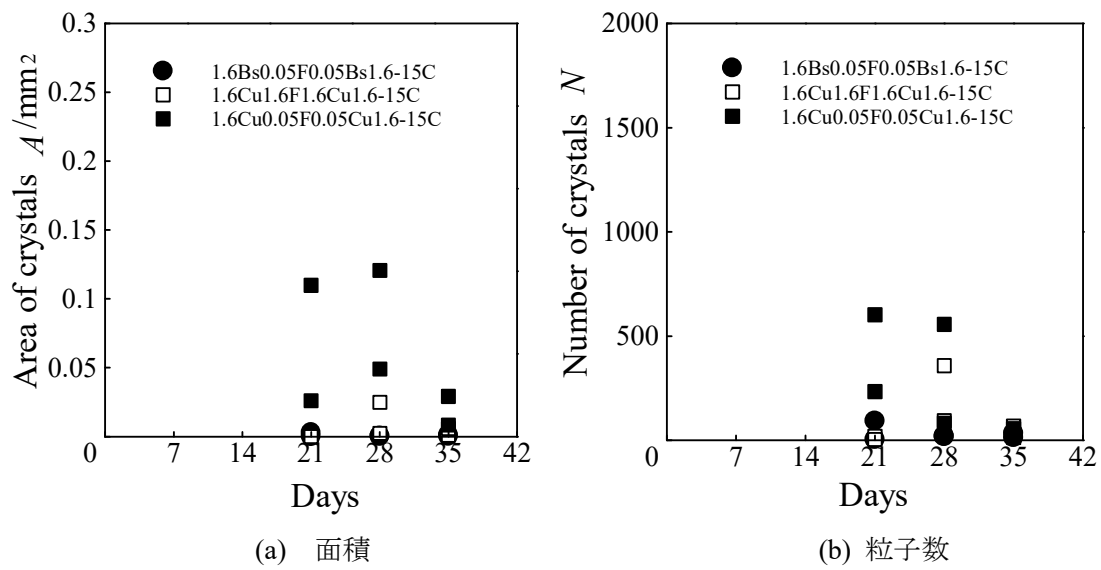 0.3
0.25
0.2
0.15
0.1
0.05
0
7
14
21
28
35
42
Area of crystals A/mm2
Days
1.6Bs0.05F0.05Bs1.6-15C
1.6Cu1.6F1.6Cu1.6-15C
1.6Cu0.05F0.05Cu1.6-15C
(a) 面積
2000
1500
1000
500
0
7
14
21
28
35
42
Number of crystals N
Days
1.6Bs0.05F0.05Bs1.6-15C
1.6Cu1.6F1.6Cu1.6-15C
1.6Cu0.05F0.05Cu1.6-15C
(b) 粒子数